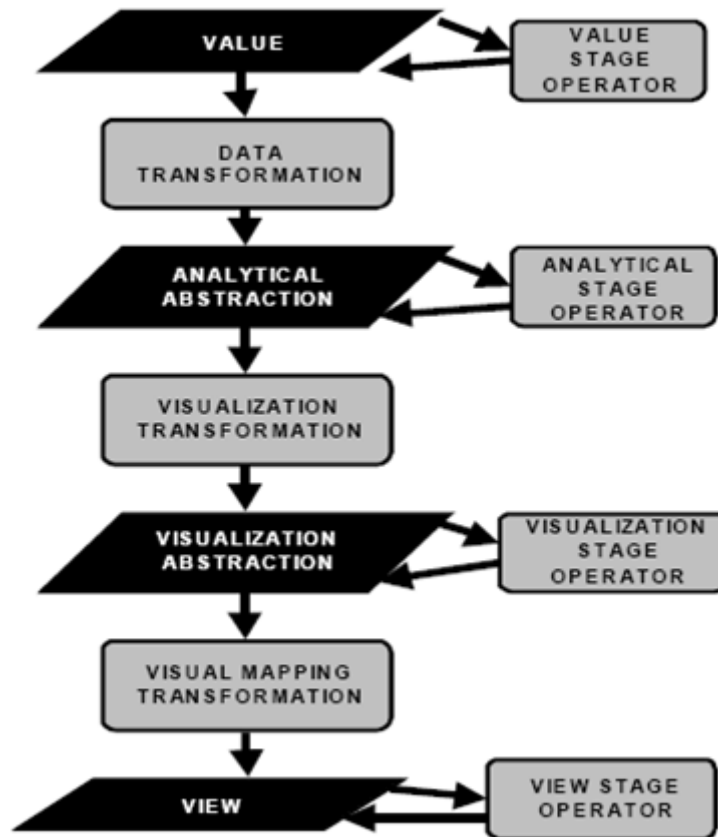 VALUE
VALUE
STAGE
OPERATOR
DATA
TRANSFORMATION
ANALYTICAL
ABSTRACTION
ANALYTICAL
STAGE
OPERATOR
VISUALIZATION
TRANSFORMATION
VISUALIZATION
ABSTRACTION
VISUALIZATION
STAGE
OPERATOR
VISUAL MAPPING
TRANSFORMATION
VIEW
VIEW STAGE
OPERATOR